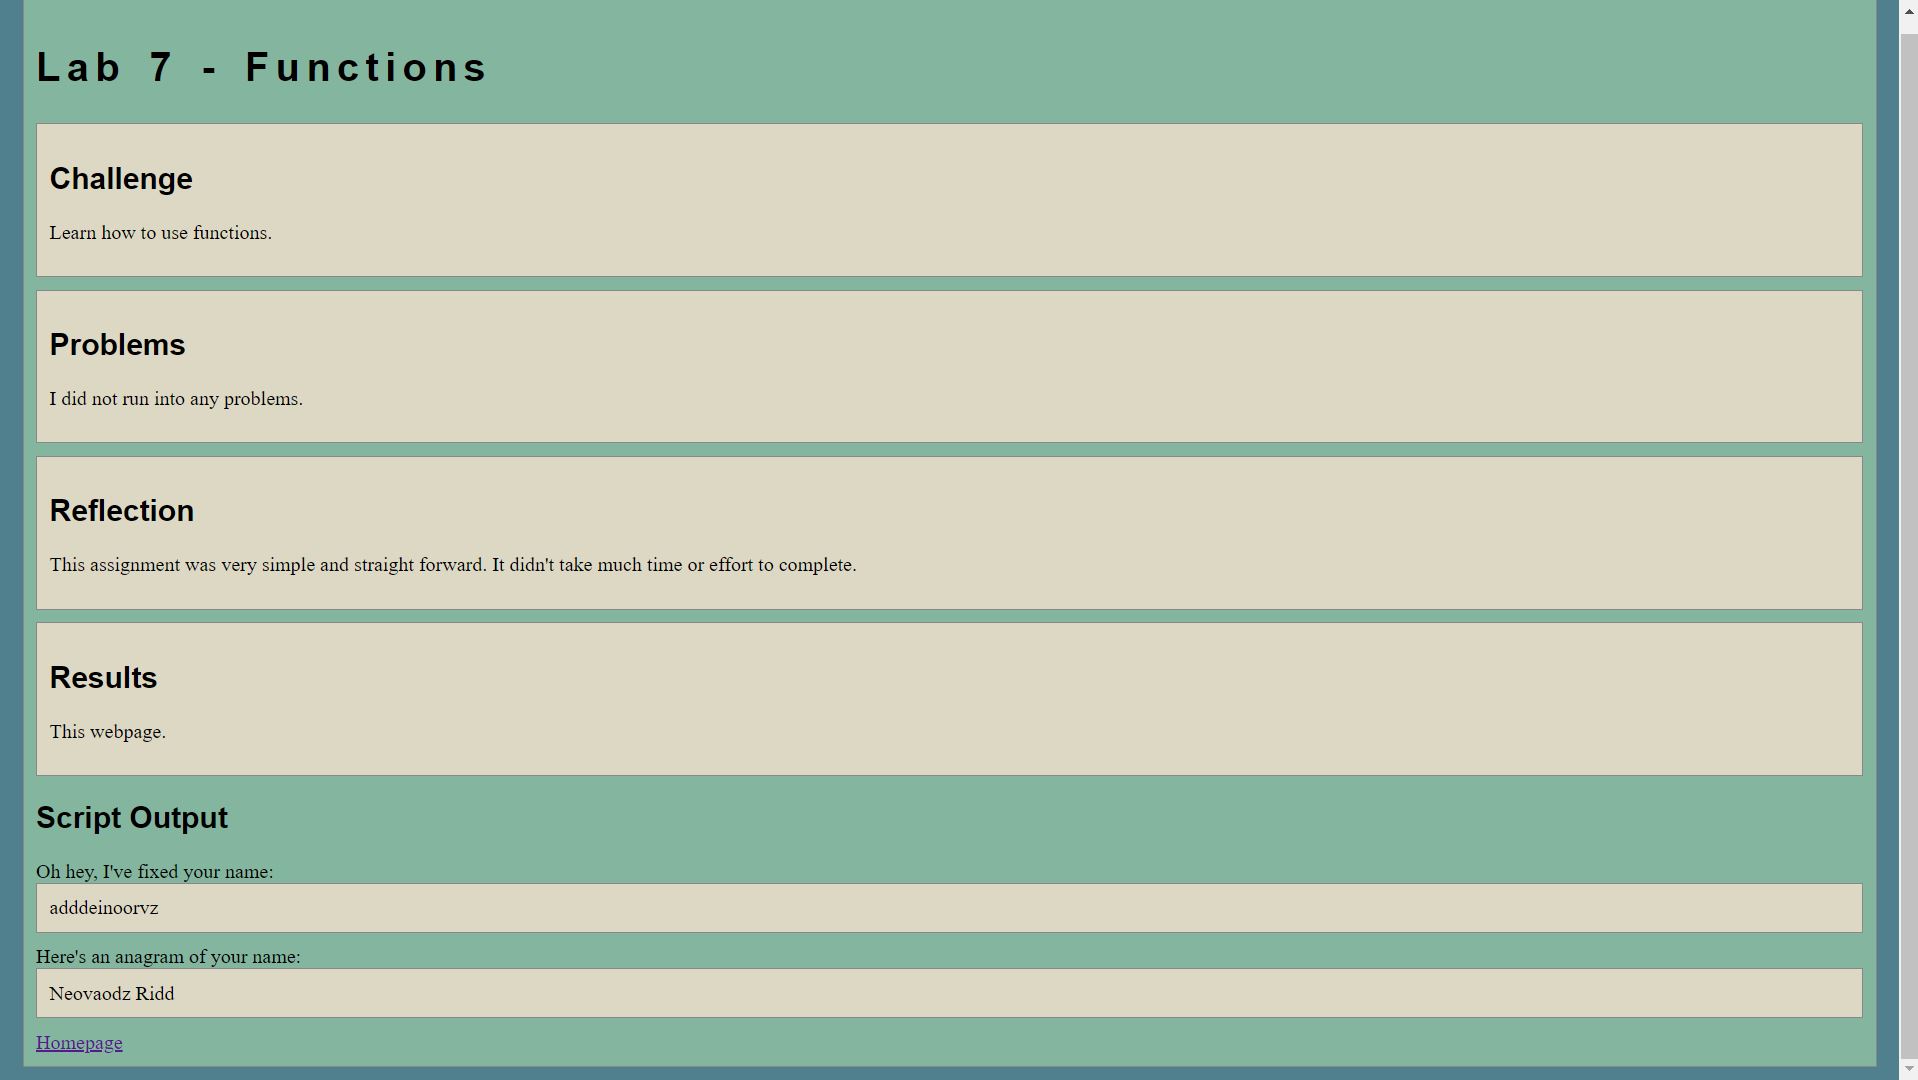 Lab 7 - Functions
Challenge
Learn how to use functions.
Problems
I did not run into any problems.
Reflection
This assignment was very simple and straight forward. It didn't take much time or effort to complete.
Results
This webpage.
Script Output
Oh hey, I've fixed your name:
adddeinoorvz
Here's an anagram of your name:
Neovaodz Ridd
Homepage